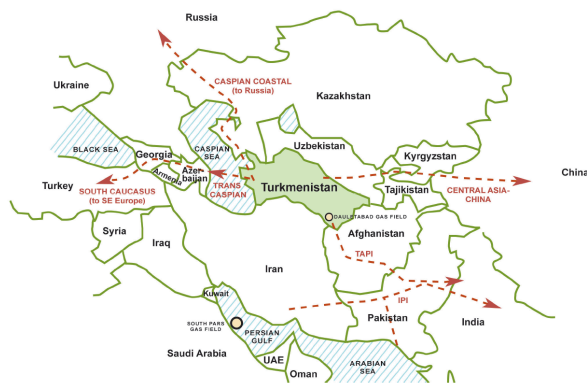 Russia
CASPIAN COASTAL
(to Russia)
Ukraine
Kazakhstan
BLACK SEA
CASPIAN
SEA
Uzbekistan
Georgia
Kyrgyzstan
Armenia
Azer
baijan
China
Turkey
SOUTH CAUCASUS
(to SE Europe)
TRANS
CASPIAN
Turkmenistan
Tajikistan
CENTRAL ASIA-
CHINA
DAULETABAD GAS FIELD
Syria
Iraq
Afghanistan
Iran
TAPI
Kuwait
IPI
SOUTH PARS
GAS FIELD
PERSIAN
GULF
Pakistan
India
Saudi Arabia
UAE
Oman
ARABIAN
SEA